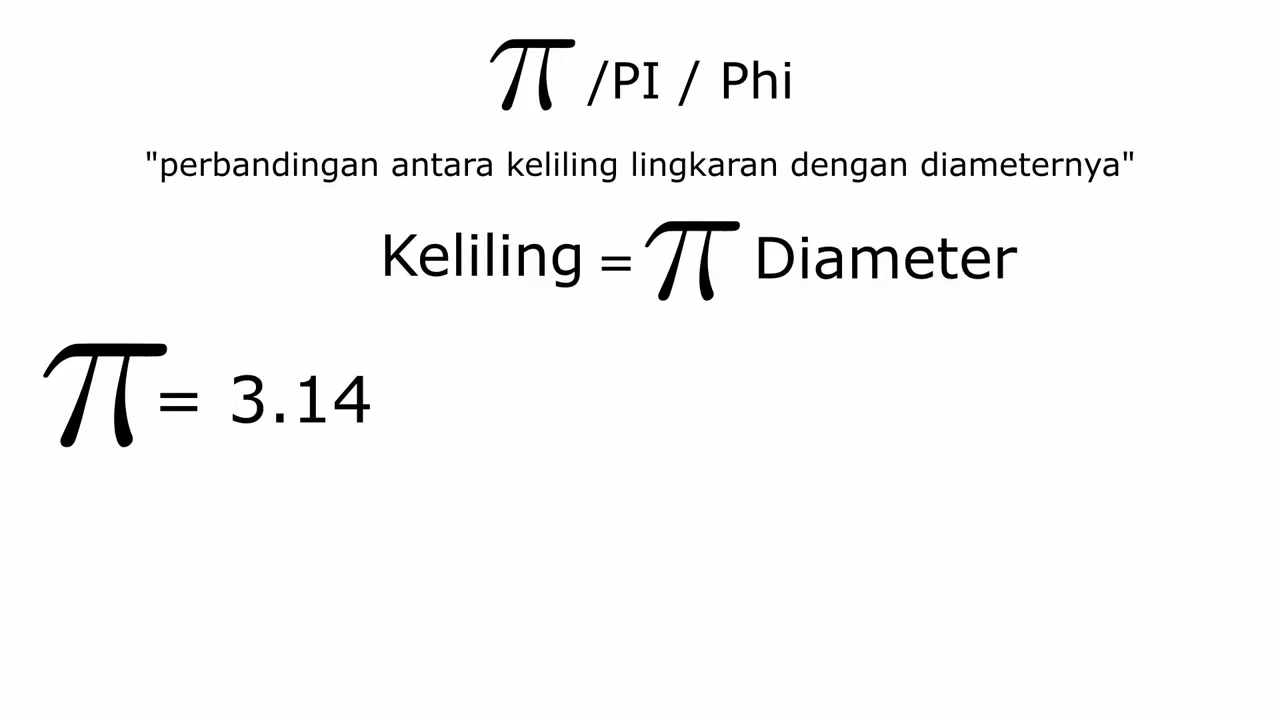 π /PI / Phi
"perbandingan antara keliling lingkaran dengan diameternya"
Keliling = π Diameter
π = 3.14